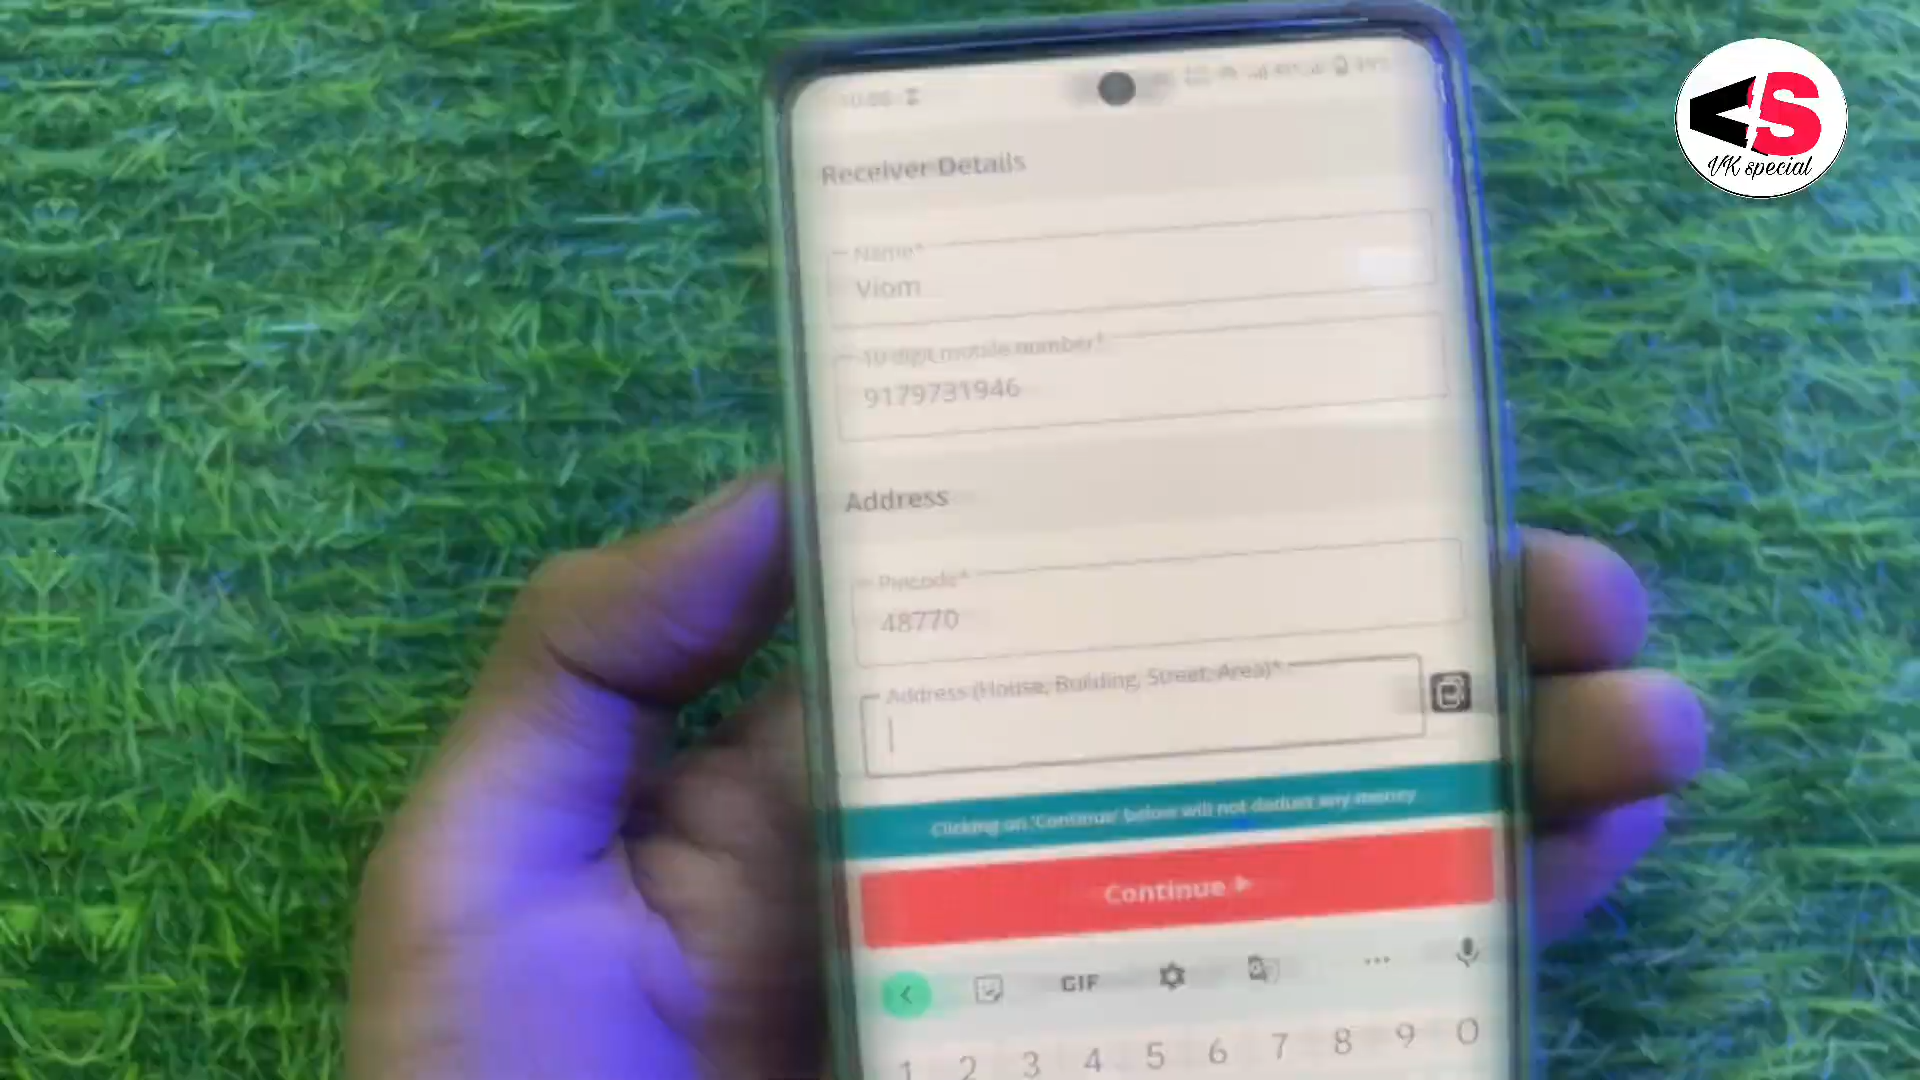 VS
VK special
Receiver Details
Name*
Viom
10 digit mobile number*
9179731946
Address
Pincode*
48770
Address (House, Building, Street, Area)*
Clicking on 'Continue' below will not deduct any money
Continue
GIF
1 2 3 4 5 6 7 8 9 0